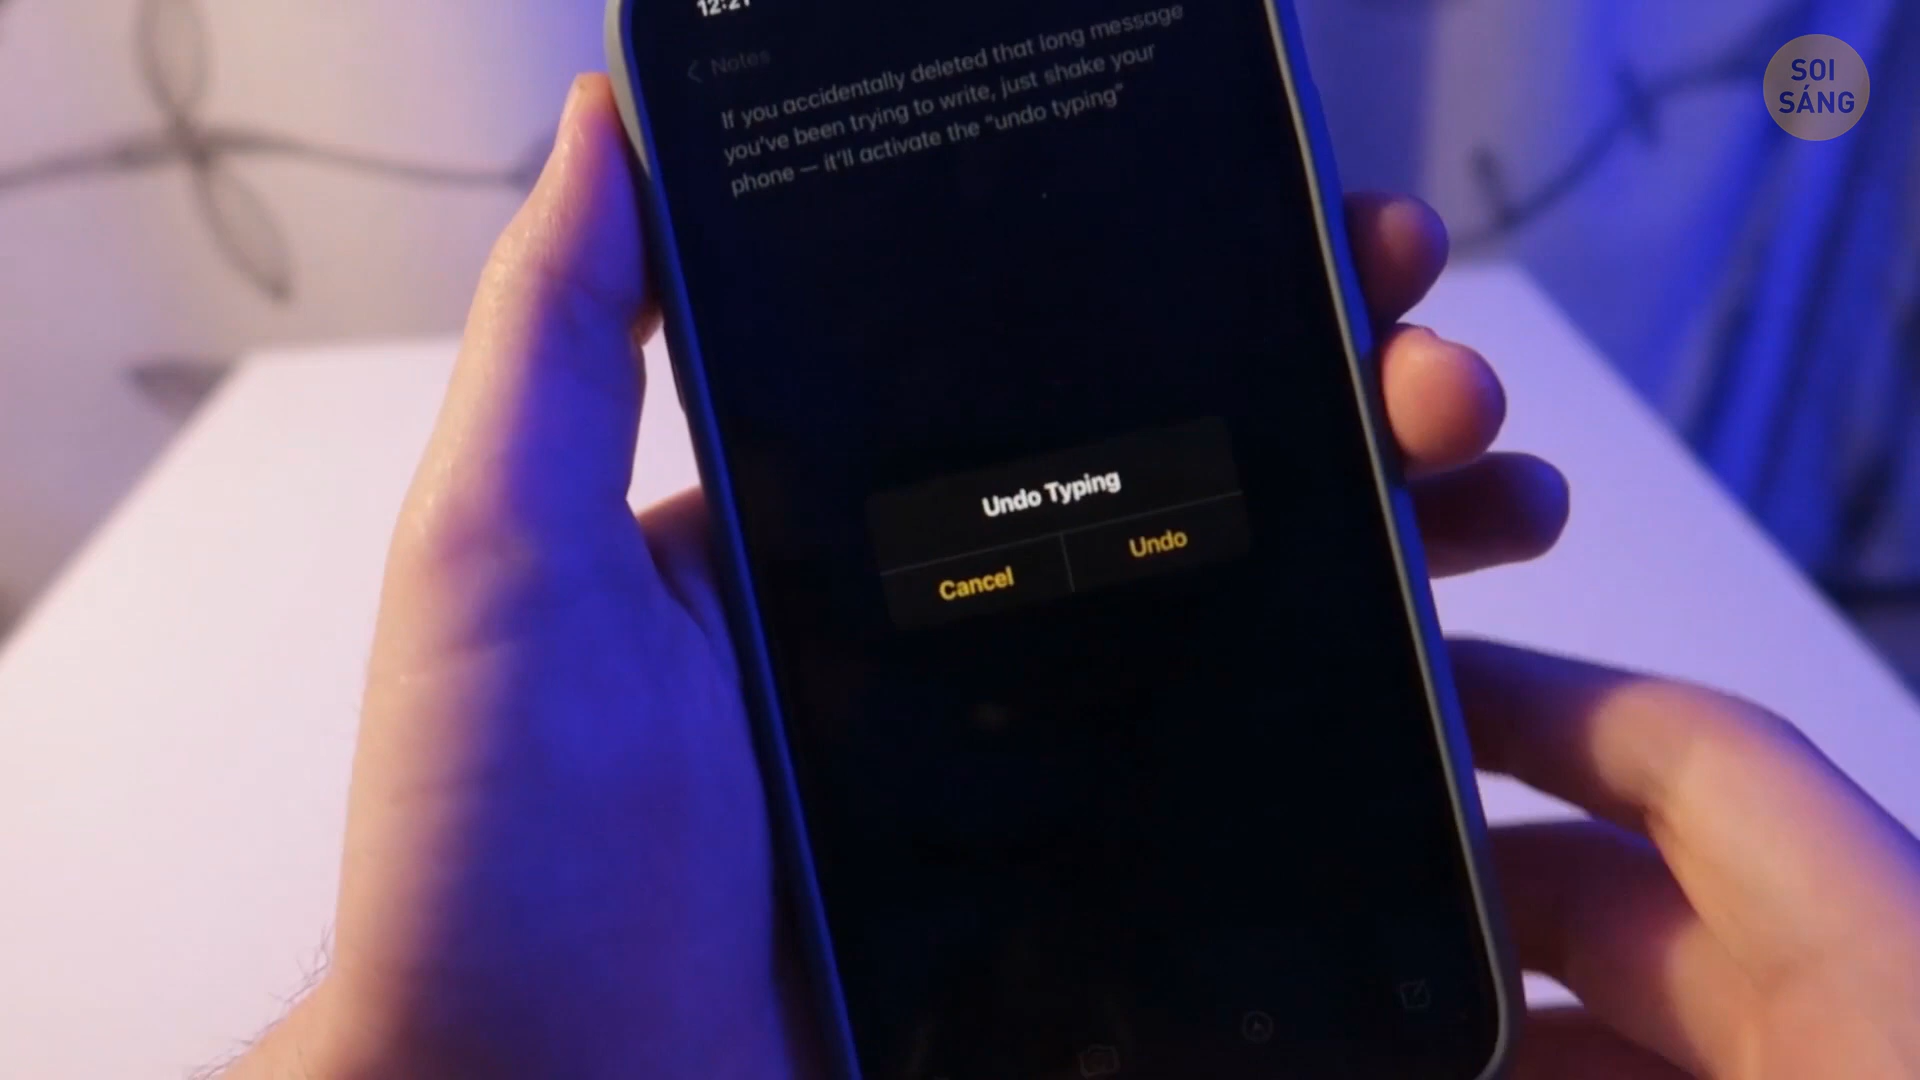 12:21
Notes
If you accidentally deleted that long message
you've been trying to write, just shake your
phone — it'll activate the "undo typing"
Undo Typing
Cancel
Undo
SOI
SÁNG